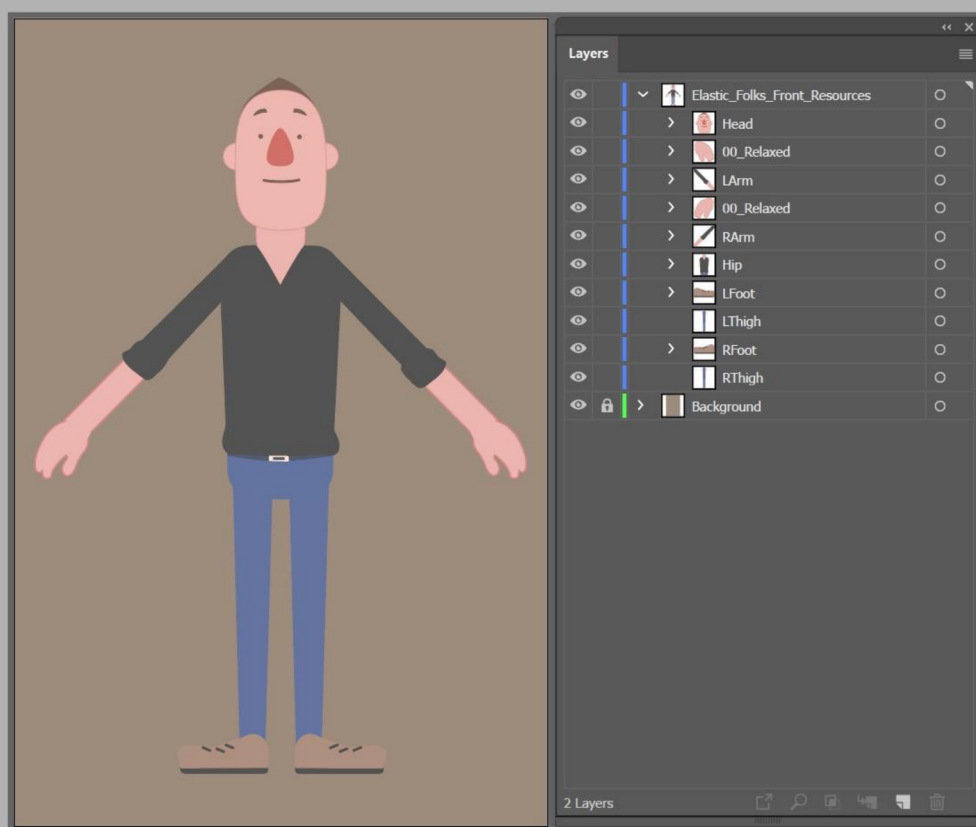 Layers
Elastic_Folks_Front_Resources
Head
00_Relaxed
LArm
00_Relaxed
RArm
Hip
LFoot
LThigh
RFoot
RThigh
Background
2 Layers